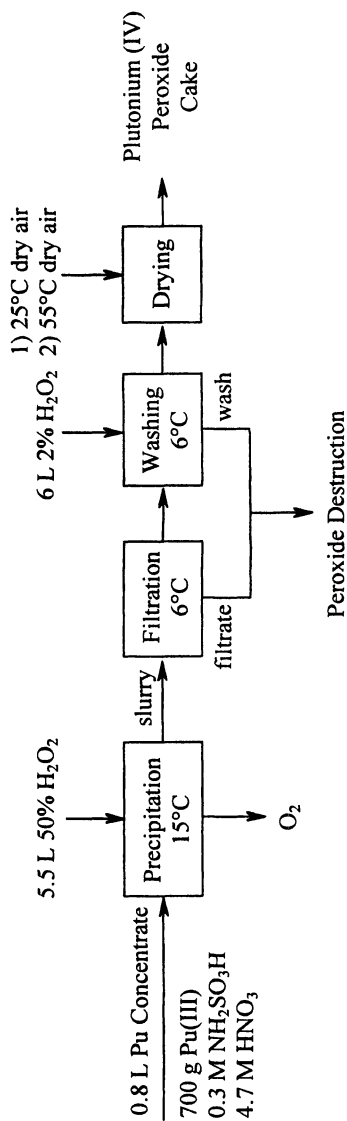 0.8 L Pu Concentrate
700 g Pu(III)
0.3 M NH₂SO₃H
4.7 M HNO₃
5.5 L 50% H₂O₂
Precipitation
15°C
O₂
slurry
Filtration
6°C
filtrate
6 L 2% H₂O₂
Washing
6°C
wash
Peroxide Destruction
1) 25°C dry air
2) 55°C dry air
Drying
Plutonium (IV)
Peroxide
Cake